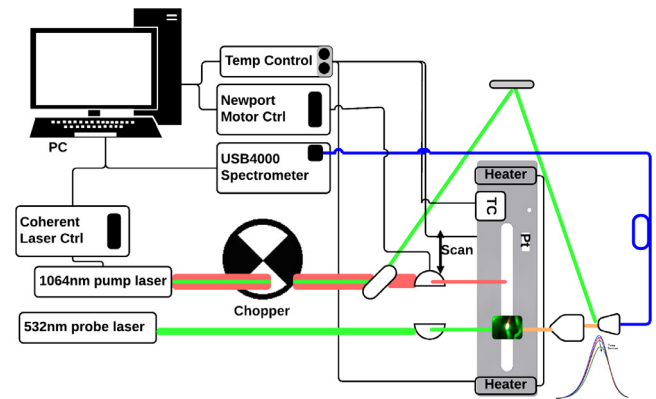 Temp Control
Newport
Motor Ctrl
PC
USB4000
Spectrometer
Heater
TC
Coherent
Laser Ctrl
Pt
Scan
1064nm pump laser
Chopper
532nm probe laser
Heater